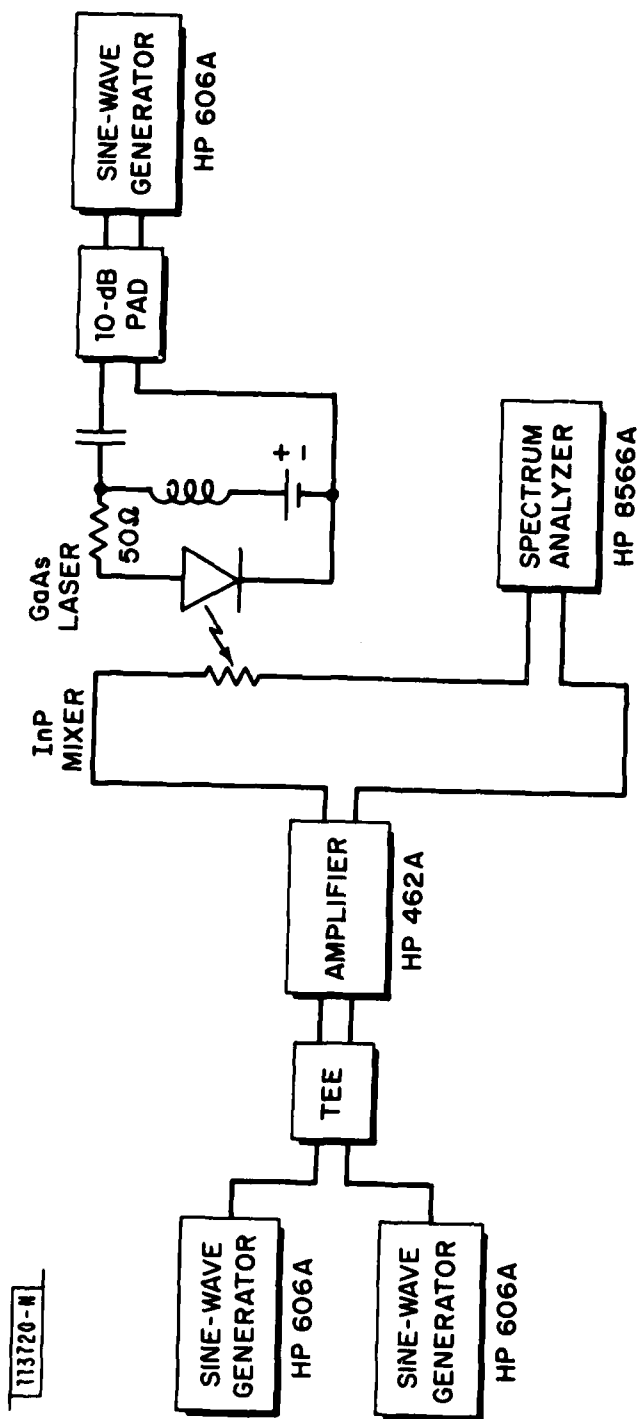 113720-N
SINE-WAVE
GENERATOR
HP 606A
SINE-WAVE
GENERATOR
HP 606A
TEE
AMPLIFIER
HP 462A
InP
MIXER
GaAs
LASER
50Ω
+
-
10-dB
PAD
SINE-WAVE
GENERATOR
HP 606A
SPECTRUM
ANALYZER
HP 8566A